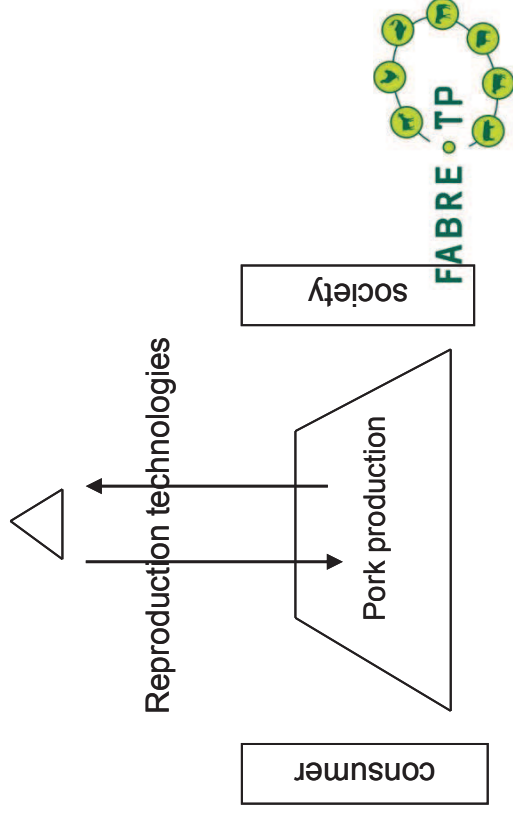 Reproduction technologies
Pork production
consumer
society
FABRE TP